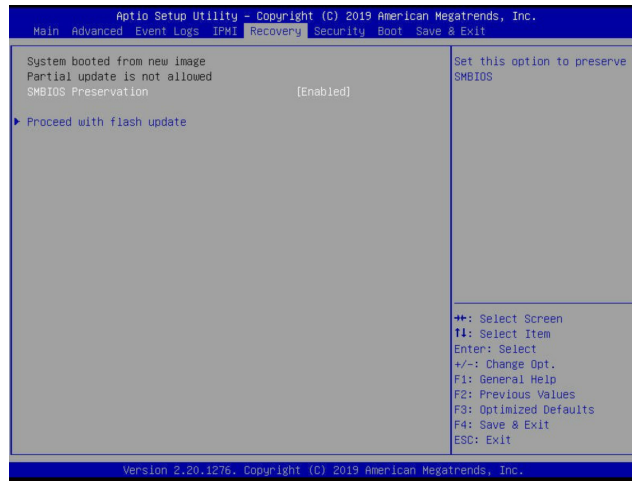 Aptio Setup Utility – Copyright (C) 2019 American Megatrends, Inc.
Main Advanced Event Logs IPMI Recovery Security Boot Save & Exit
System booted from new image
Partial update is not allowed
SMBIOS Preservation [Enabled]
▶ Proceed with flash update
Set this option to preserve
SMBIOS
→←: Select Screen
↑↓: Select Item
Enter: Select
+/-: Change Opt.
F1: General Help
F2: Previous Values
F3: Optimized Defaults
F4: Save & Exit
ESC: Exit
Version 2.20.1276. Copyright (C) 2019 American Megatrends, Inc.